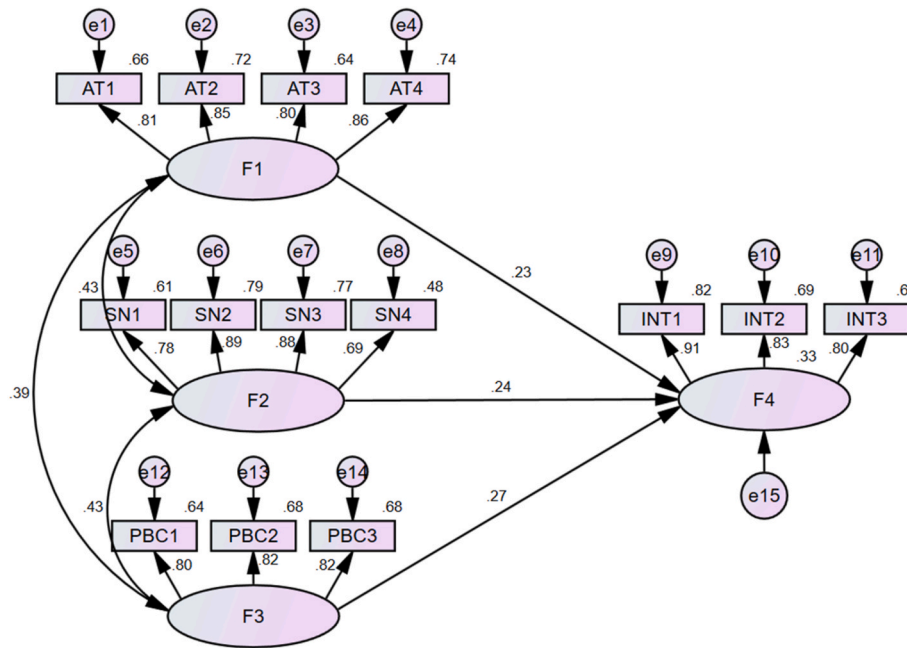 e1 e2 e3 e4
.66 .72 .64 .74
AT1 AT2 AT3 AT4
.81 .85 .80 .86
F1
e5 e6 e7 e8
.23
e9 e10 e11
.43 .61 .79 .77 .48
.82 .69
SN1 SN2 SN3 SN4
INT1 INT2 INT3
.78 .89 .88 .69
.91 .83 .33 .80
.39
F2
.24
F4
e12 e13 e14
.27
e15
.43 .64 .68 .68
PBC1 PBC2 PBC3
.80 .82 .82
F3